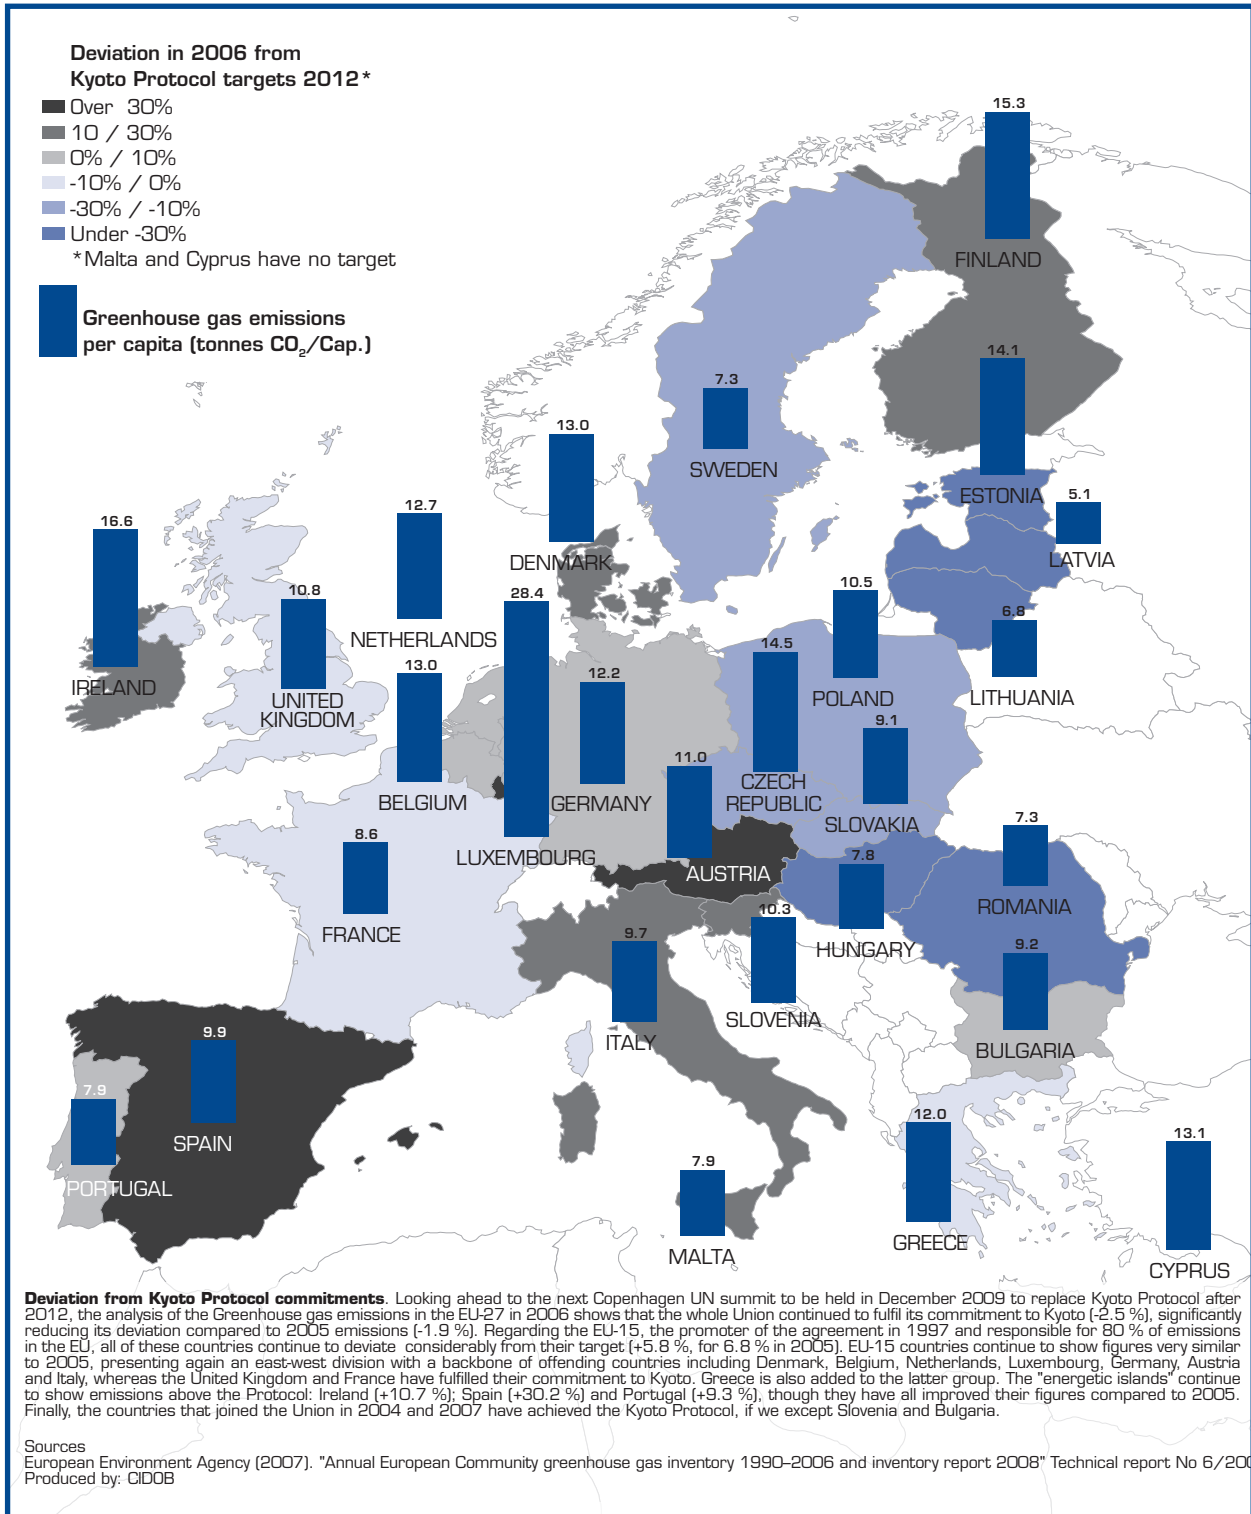 Deviation in 2006 from
Kyoto Protocol targets 2012*
Over 30%
10 / 30%
0% / 10%
-10% / 0%
-30% / -10%
Under -30%
*Malta and Cyprus have no target
Greenhouse gas emissions
per capita (tonnes CO₂/Cap.)
15.3
FINLAND
14.1
ESTONIA
7.3
SWEDEN
13.0
DENMARK
5.1
LATVIA
12.7
NETHERLANDS
16.6
IRELAND
10.8
UNITED
KINGDOM
28.4
LUXEMBOURG
10.5
POLAND
6.8
LITHUANIA
13.0
BELGIUM
12.2
GERMANY
14.5
CZECH
REPUBLIC
9.1
SLOVAKIA
11.0
AUSTRIA
8.6
FRANCE
7.8
HUNGARY
7.3
ROMANIA
10.3
SLOVENIA
9.7
ITALY
9.2
BULGARIA
9.9
SPAIN
7.9
PORTUGAL
7.9
MALTA
12.0
GREECE
13.1
CYPRUS
Deviation from Kyoto Protocol commitments. Looking ahead to the next Copenhagen UN summit to be held in December 2009 to replace Kyoto Protocol after
2012, the analysis of the Greenhouse gas emissions in the EU-27 in 2006 shows that the whole Union continued to fulfil its commitment to Kyoto (-2.5 %), significantly
reducing its deviation compared to 2005 emissions (-1.9 %). Regarding the EU-15, the promoter of the agreement in 1997 and responsible for 80 % of emissions
in the EU, all of these countries continue to deviate considerably from their target (+5.8 %, for 6.8 % in 2005). EU-15 countries continue to show figures very similar
to 2005, presenting again an east-west division with a backbone of offending countries including Denmark, Belgium, Netherlands, Luxembourg, Germany, Austria
and Italy, whereas the United Kingdom and France have fulfilled their commitment to Kyoto. Greece is also added to the latter group. The "energetic islands" continue
to show emissions above the Protocol: Ireland (+10.7 %); Spain (+30.2 %) and Portugal (+9.3 %), though they have all improved their figures compared to 2005.
Finally, the countries that joined the Union in 2004 and 2007 have achieved the Kyoto Protocol, if we except Slovenia and Bulgaria.
Sources
European Environment Agency (2007). "Annual European Community greenhouse gas inventory 1990–2006 and inventory report 2008" Technical report No 6/200
Produced by: CIDOB